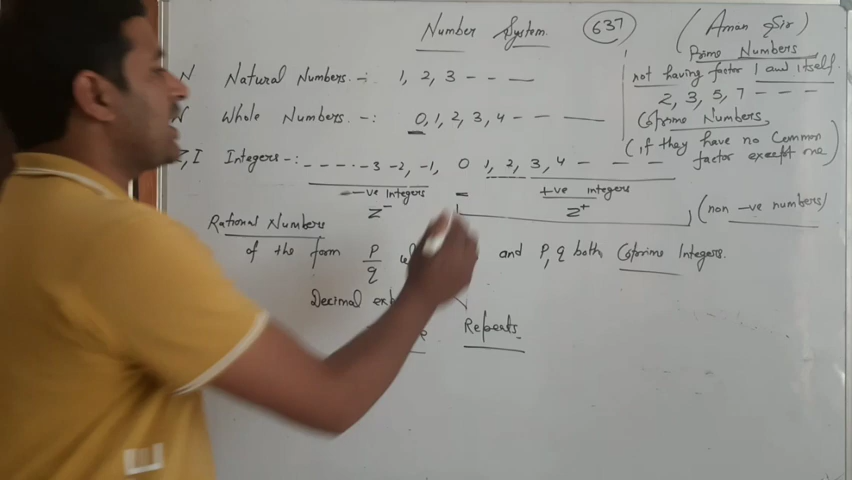 Number System 637 (Aman Sir)
N Natural Numbers -: 1, 2, 3 - - —
Whole Numbers. -: 0, 1, 2, 3, 4 - - - —
Z, I Integers -: - - - - - -3 -2, -1, 0 1, 2, 3, 4 - - —
-ve Integers +ve integers
Z⁻ Z⁺
(non -ve numbers)
Prime Numbers
not having factor 1 and itself.
2, 3, 5, 7 - - -
Coprime Numbers,
(if they have no Common
factor except one)
Rational Numbers
of the form P/q and P, q both Coprime Integers.
Decimal
Repeats.